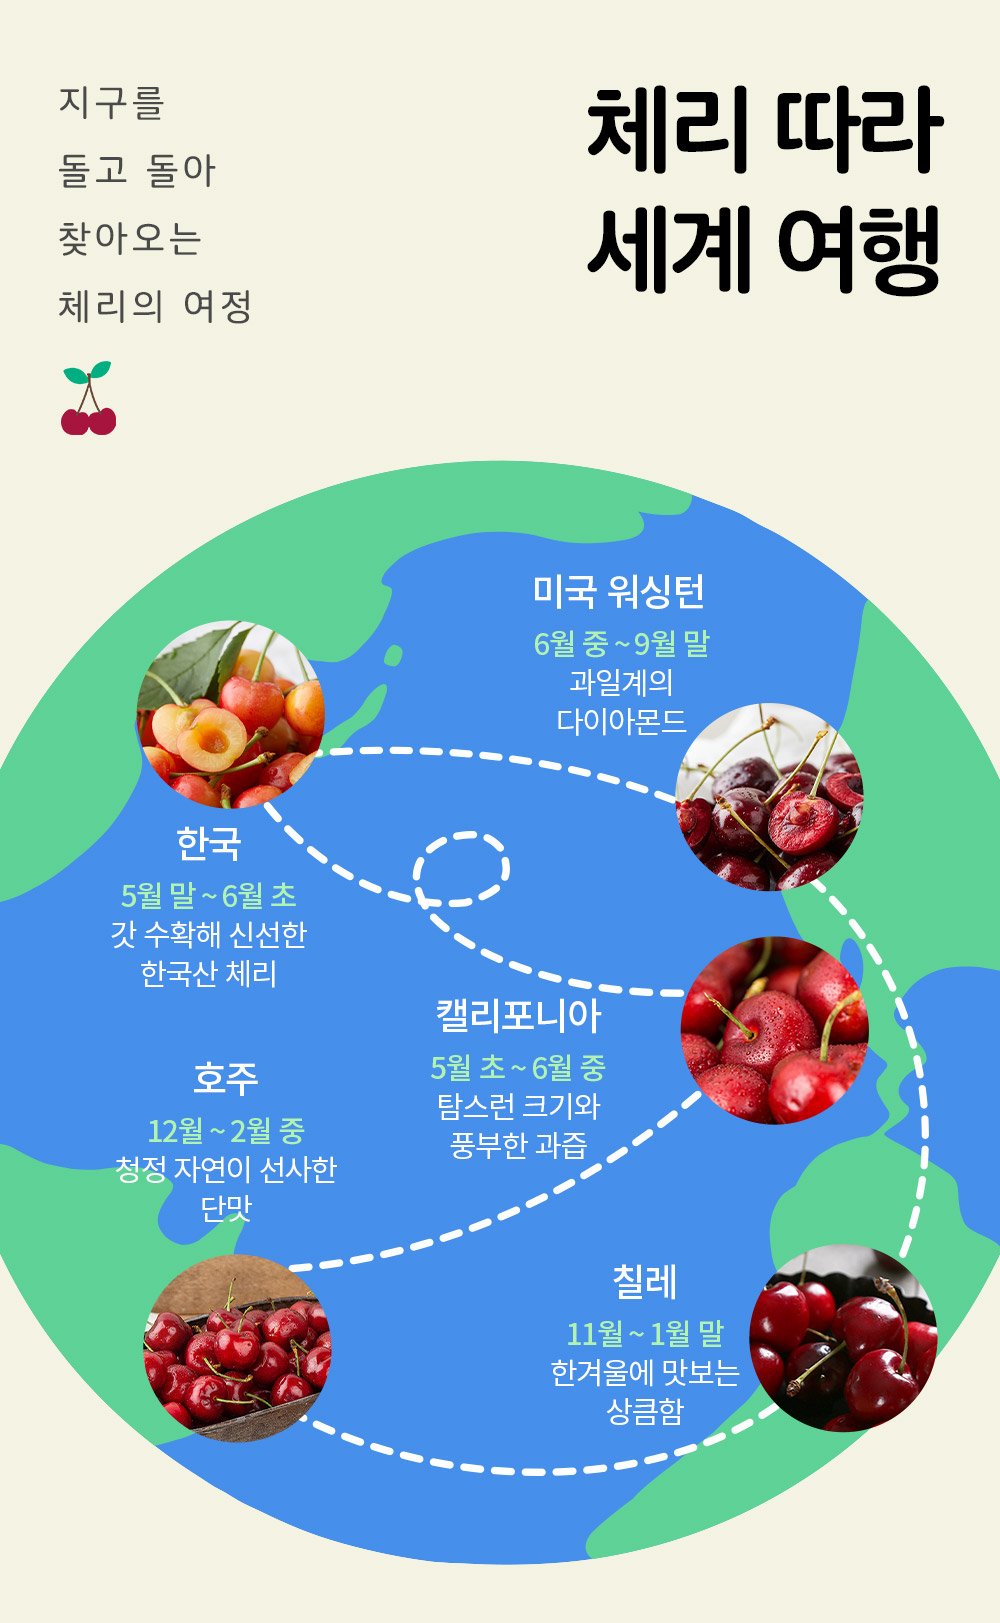 지구를
돌고 돌아
찾아오는
체리의 여정
체리 따라
세계 여행
미국 워싱턴
6월 중 ~ 9월 말
과일계의
다이아몬드
한국
5월 말 ~ 6월 초
갓 수확해 신선한
한국산 체리
캘리포니아
5월 초 ~ 6월 중
탐스런 크기와
풍부한 과즙
호주
12월 ~ 2월 중
청정 자연이 선사한
단맛
칠레
11월 ~ 1월 말
한겨울에 맛보는
상큼함